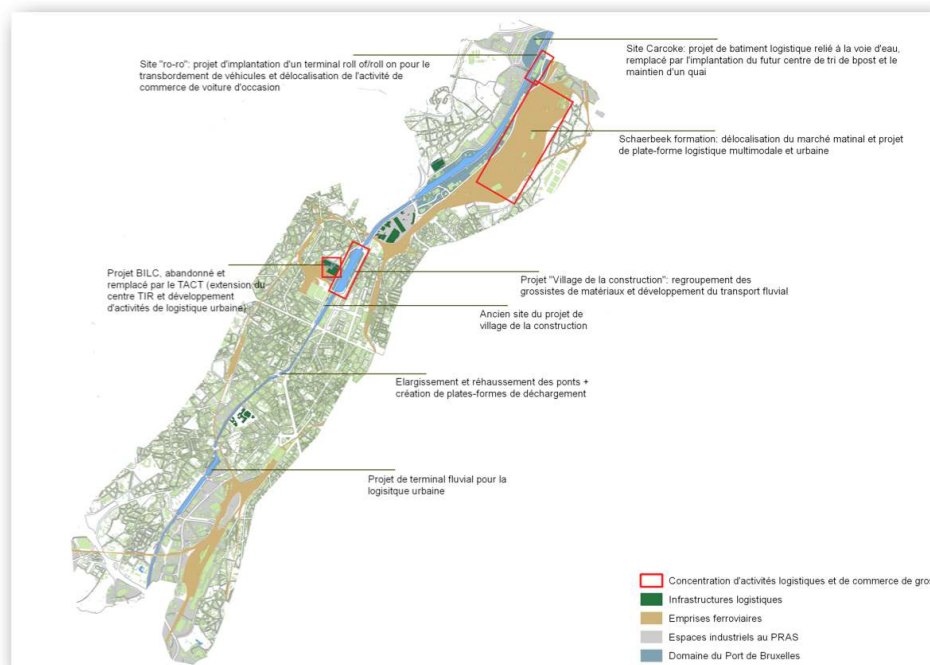 Site "ro-ro": projet d'implantation d'un terminal roll of/roll on pour le
transbordement de véhicules et délocalisation de l'activité de
commerce de voiture d'occasion
Site Carcoke: projet de batiment logistique relié à la voie d'eau,
remplacé par l'implantation du futur centre de tri de bpost et le
maintien d'un quai
Schaerbeek formation: délocalisation du marché matinal et projet
de plate-forme logistique multimodale et urbaine
Projet BILC, abandonné et
remplacé par le TACT (extension du
centre TIR et développement
d'activités de logistique urbaine)
Projet "Village de la construction": regroupement des
grossistes de matériaux et développement du transport fluvial
Ancien site du projet de
village de la construction
Elargissement et réhaussement des ponts +
création de plates-formes de déchargement
Projet de terminal fluvial pour la
logisitque urbaine
Concentration d'activités logistiques et de commerce de gros
Infrastructures logistiques
Emprises ferroviaires
Espaces industriels au PRAS
Domaine du Port de Bruxelles